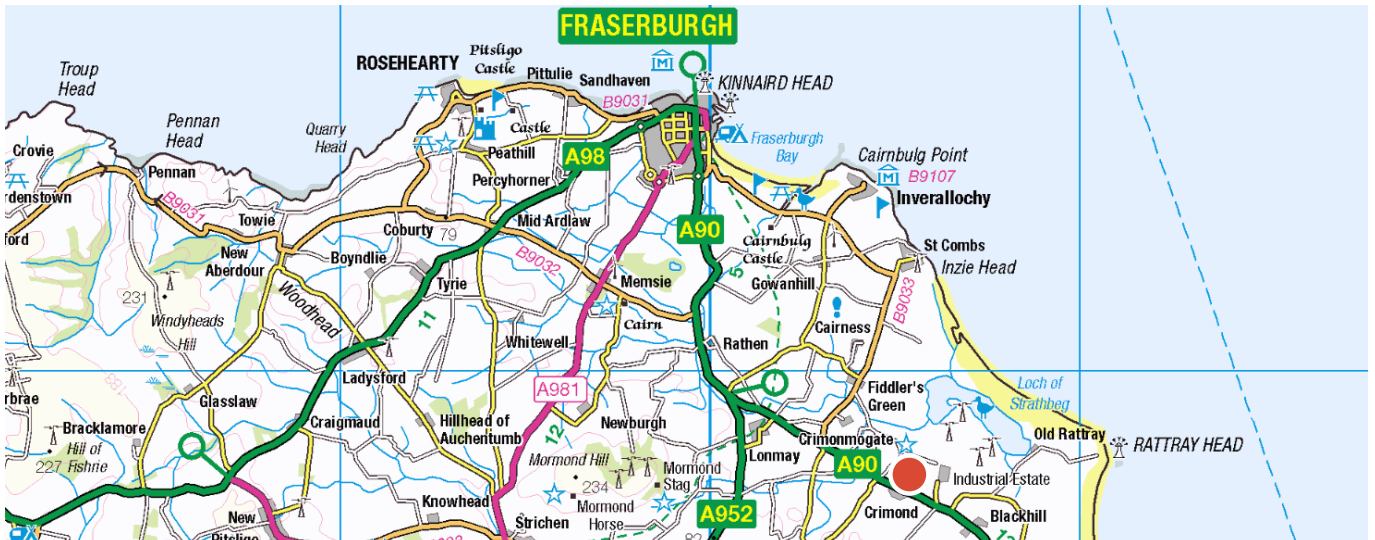 FRASERBURGH
Troup
Head
Pennan
Head
Quarry
Head
ROSEHEARTY
Pitsligo
Castle
Pittulie
Sandhaven
B9031
KINNAIRD HEAD
M
Castle
Peathill
Percyhorner
A98
Fraserburgh
Bay
Cairnbulg Point
B9107
M
Inverallochy
Crovie
Pennan
rdenstown
B9031
Towie
ford
New
Aberdour
Coburty
79
Mid Ardlaw
A90
Cairnbulg
Castle
St Combs
Inzie Head
Boyndlie
B9032
Tyrie
Memsie
5
Gowanhill
B9033
231
Woodhead
11
Cairn
Windyheads
Hill
Whitewell
Rathen
Cairness
183
Ladysford
A981
Fiddler's
Green
Loch of
Strathbeg
rbrae
Glasslaw
Craigmaud
Hillhead of
Auchentumb
12
Newburgh
Bracklamore
Hill of
Fishrie
227
Mormond Hill
Mormond
Stag
234
Mormond
Horse
Lonmay
Crimonmogate
A90
Old Rattray
RATTRAY HEAD
Industrial Estate
Knowhead
Strichen
A952
Crimond
Blackhill
New
Pitsligo
82